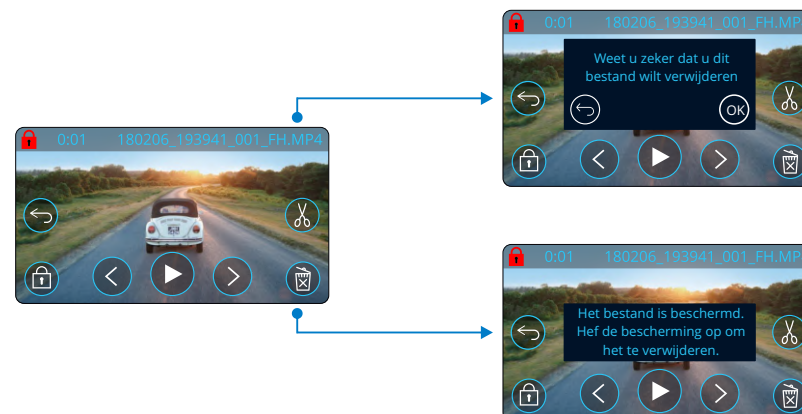 0:01 180206_193941_001_FH.MP
Weet u zeker dat u dit
bestand wilt verwijderen
OK
0:01 180206_193941_001_FH.MP4
0:01 180206_193941_001_FH.MP
Het bestand is beschermd.
Hef de bescherming op om
het te verwijderen.